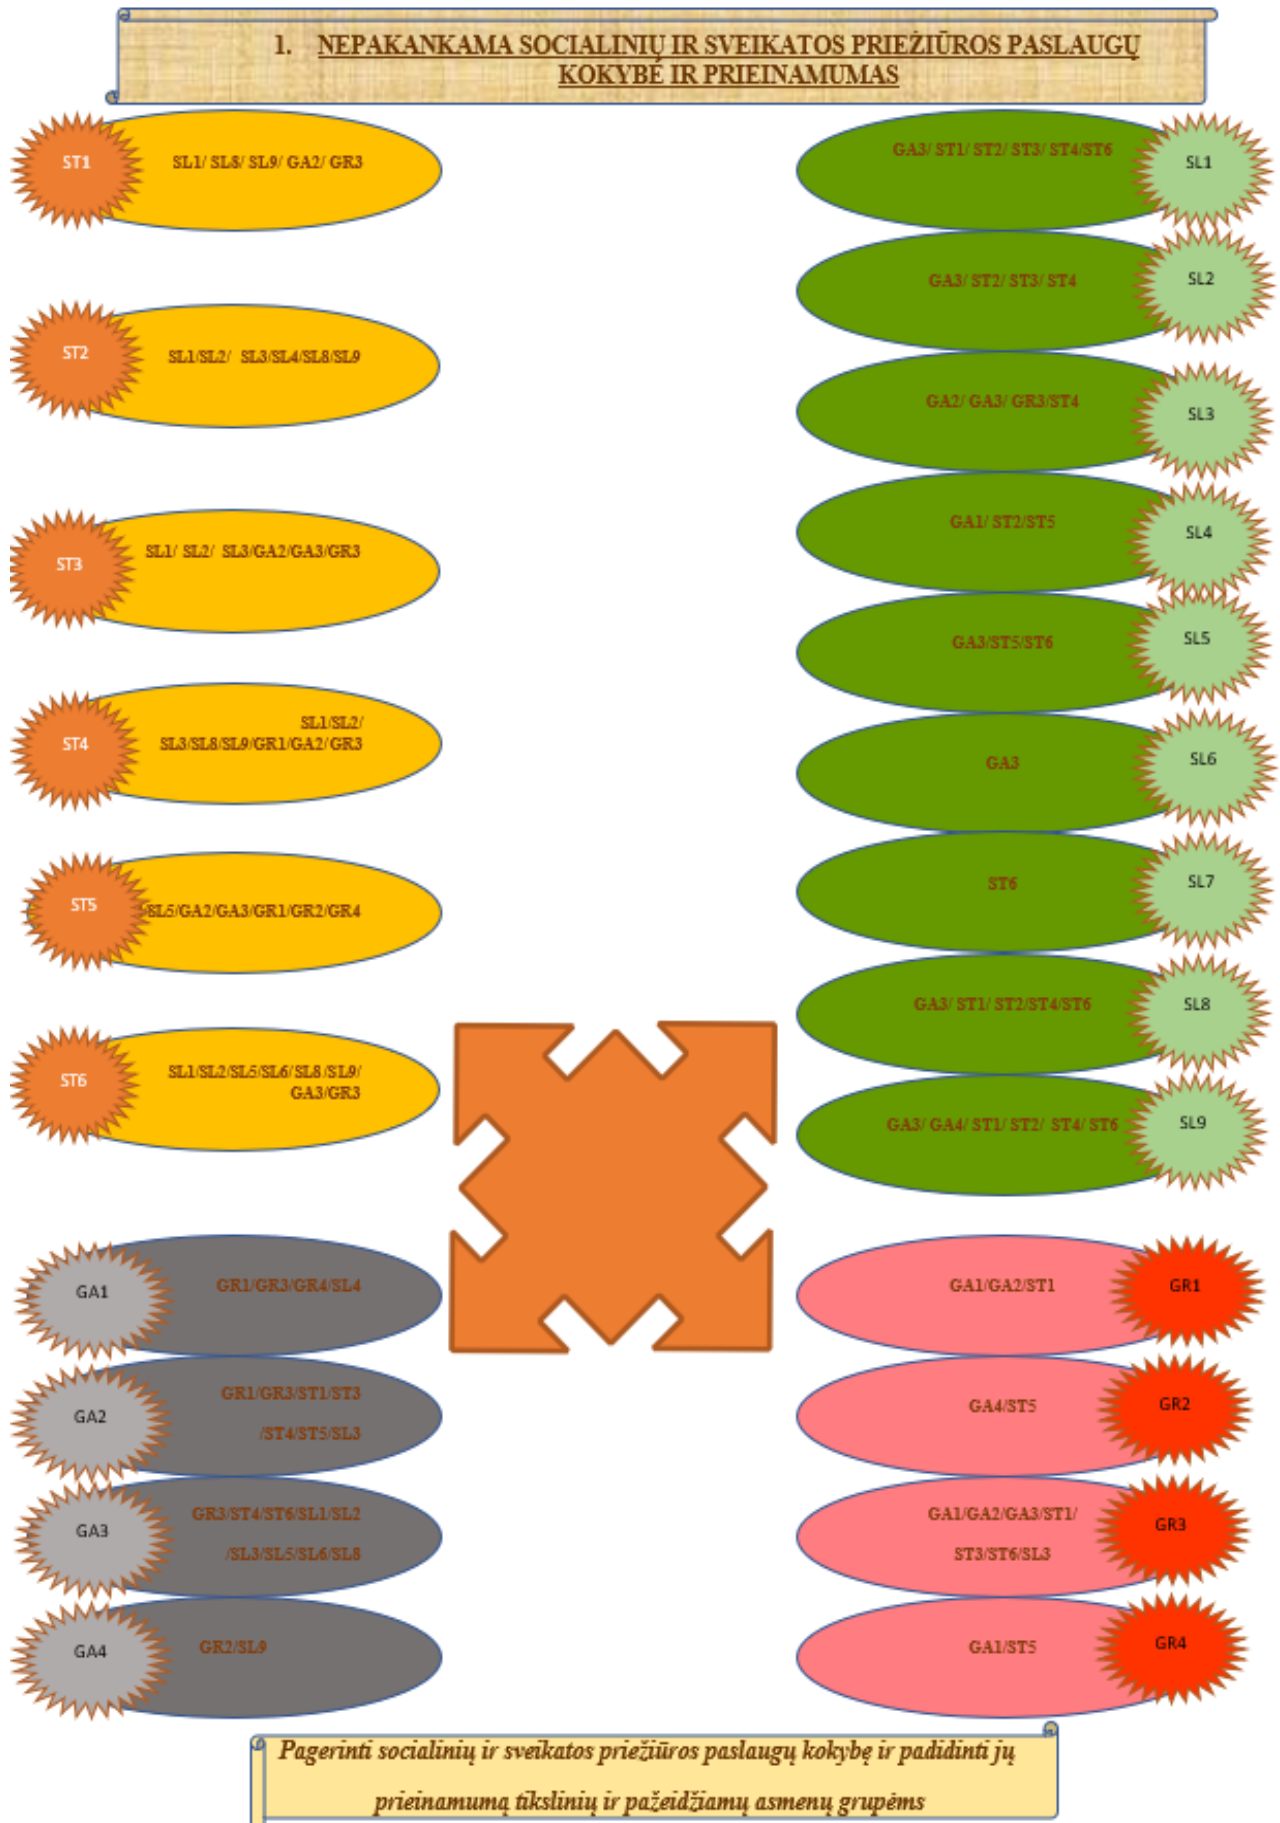 1. NEPAKANKAMA SOCIALINIŲ IR SVEIKATOS PRIEŽIŪROS PASLAUGŲ
KOKYBĖ IR PRIEINAMUMAS
ST1
SL1/ SL8/ SL9/ GA2/ GR3
ST2
SL1/SL2/ SL3/SL4/SL8/SL9
ST3
SL1/ SL2/ SL3/GA2/GA3/GR3
ST4
SL1/SL2/
SL3/SL8/SL9/GR1/GA2/GR3
ST5
SL5/GA2/GA3/GR1/GR2/GR4
ST6
SL1/SL2/SL5/SL6/SL8/SL9/
GA3/GR3
GA3/ ST1/ ST2/ ST3/ ST4/ST6
SL1
GA3/ ST2/ ST3/ ST4
SL2
GA2/ GA3/ GR3/ST4
SL3
GA1/ ST2/ST5
SL4
GA3/ST5/ST6
SL5
GA3
SL6
ST6
SL7
GA3/ ST1/ ST2/ST4/ST6
SL8
GA3/ GA4/ ST1/ ST2/ ST4/ ST6
SL9
GA1
GR1/GR3/GR4/SL4
GA2
GR1/GR3/ST1/ST3
/ST4/ST5/SL3
GA3
GR3/ST4/ST6/SL1/SL2
/SL3/SL5/SL6/SL8
GA4
GR2/SL9
GA1/GA2/ST1
GR1
GA4/ST5
GR2
GA1/GA2/GA3/ST1/
ST3/ST6/SL3
GR3
GA1/ST5
GR4
Pagerinti socialinių ir sveikatos priežiūros paslaugų kokybę ir padidinti jų
prieinamumą tikslinių ir pažeidžiamų asmenų grupėms